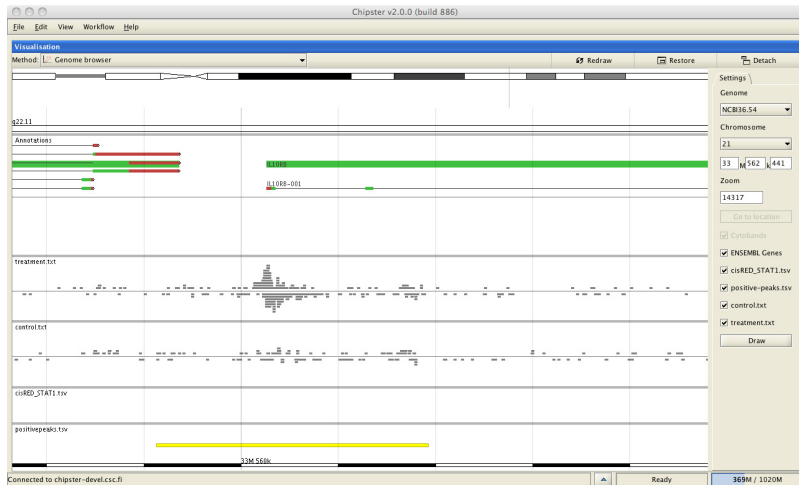 Chipster v2.0.0 (build 886)
File Edit View Workflow Help
Visualisation
Method: Genome browser Redraw Restore Detach
Settings
Genome
NCBI36.54
Chromosome
21
33 M 562 k 441
Zoom
14317
Go to location
Cytobands
ENSEMBL Genes
cisRED_STAT1.tsv
positive-peaks.tsv
control.txt
treatment.txt
Draw
q22.11
Annotations
IL10RB
IL10RB-001
treatment.txt
control.txt
cisRED_STAT1.tsv
positivepeaks.tsv
33M 560k
Connected to chipster-devel.csc.fi Ready 369M / 1020M